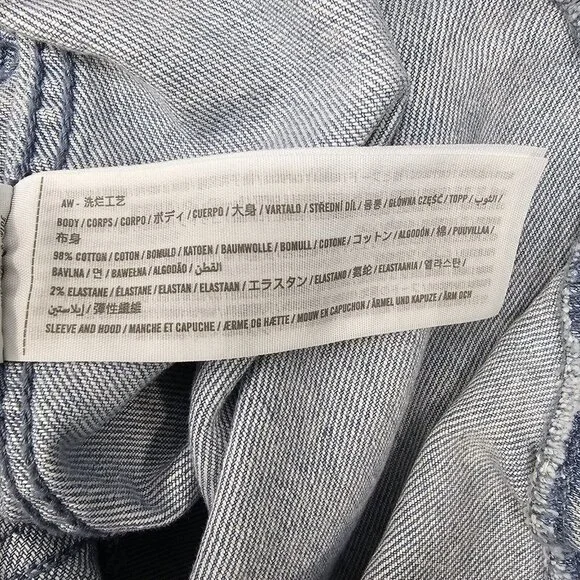 AW - 洗烂工艺
BODY / CORPS / CORPO / ボディ / CUERPO / 大身 / VARTALO / STŘEDNÍ DÍL / 몸통 / GŁÓWNA CZĘŚĆ / TOPP / الثوب /
布身
98% COTTON / COTON / BOMULD / KATOEN / BAUMWOLLE / BOMULL / COTONE / コットン / ALGODÓN / 棉 / PUUVILLAA /
BAVLNA / 면 / BAWEŁNA / ALGODÃO / القطن
2% ELASTANE / ÉLASTANE / ELASTAN / ELASTAAN / エラスタン / ELASTANO / 氨纶 / ELASTAANIA / 엘라스탄 /
إيلاستين / 彈性纖維
SLEEVE AND HOOD / MANCHE ET CAPUCHE / ÆRME OG HÆTTE / MOUW EN CAPUCHON / ÄRMEL UND KAPUZE / ÄRM OCH